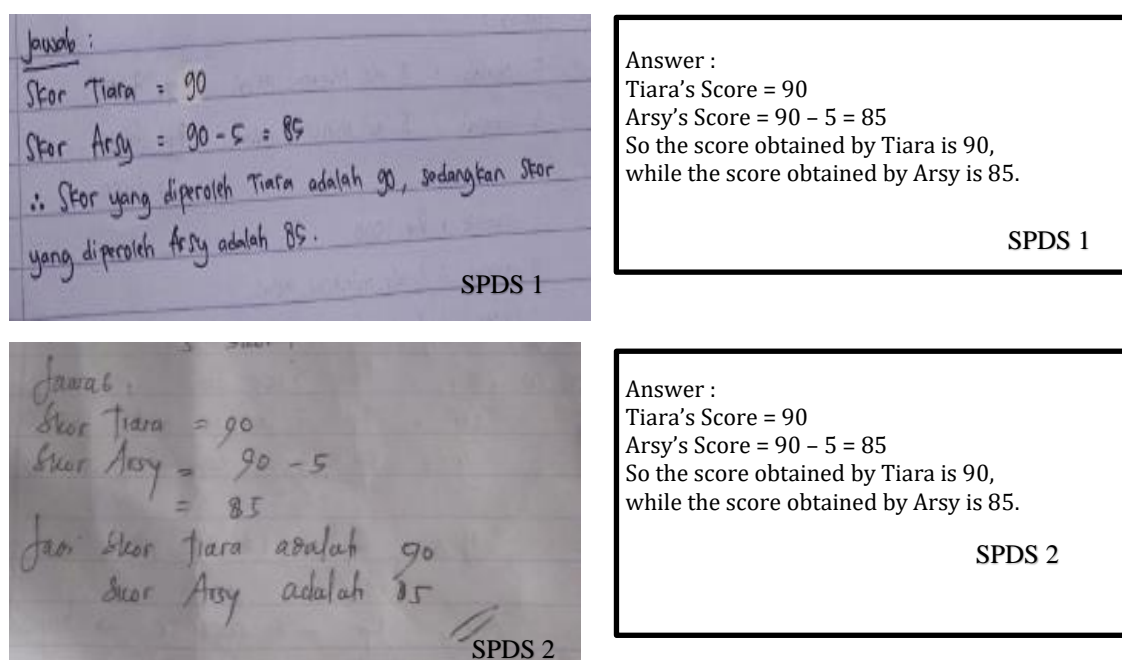 Jawab :
Skor Tiara = 90
Skor Arsy = 90 - 5 = 85
∴ Skor yang diperoleh Tiara adalah 90, sedangkan Skor
yang diperoleh Arsy adalah 85.
SPDS 1
Answer :
Tiara's Score = 90
Arsy's Score = 90 – 5 = 85
So the score obtained by Tiara is 90,
while the score obtained by Arsy is 85.
SPDS 1
Jawab :
Skor Tiara = 90
Skor Arsy = 90 - 5
= 85
Jadi Skor Tiara adalah 90
Skor Arsy adalah 85
SPDS 2
Answer :
Tiara's Score = 90
Arsy's Score = 90 – 5 = 85
So the score obtained by Tiara is 90,
while the score obtained by Arsy is 85.
SPDS 2